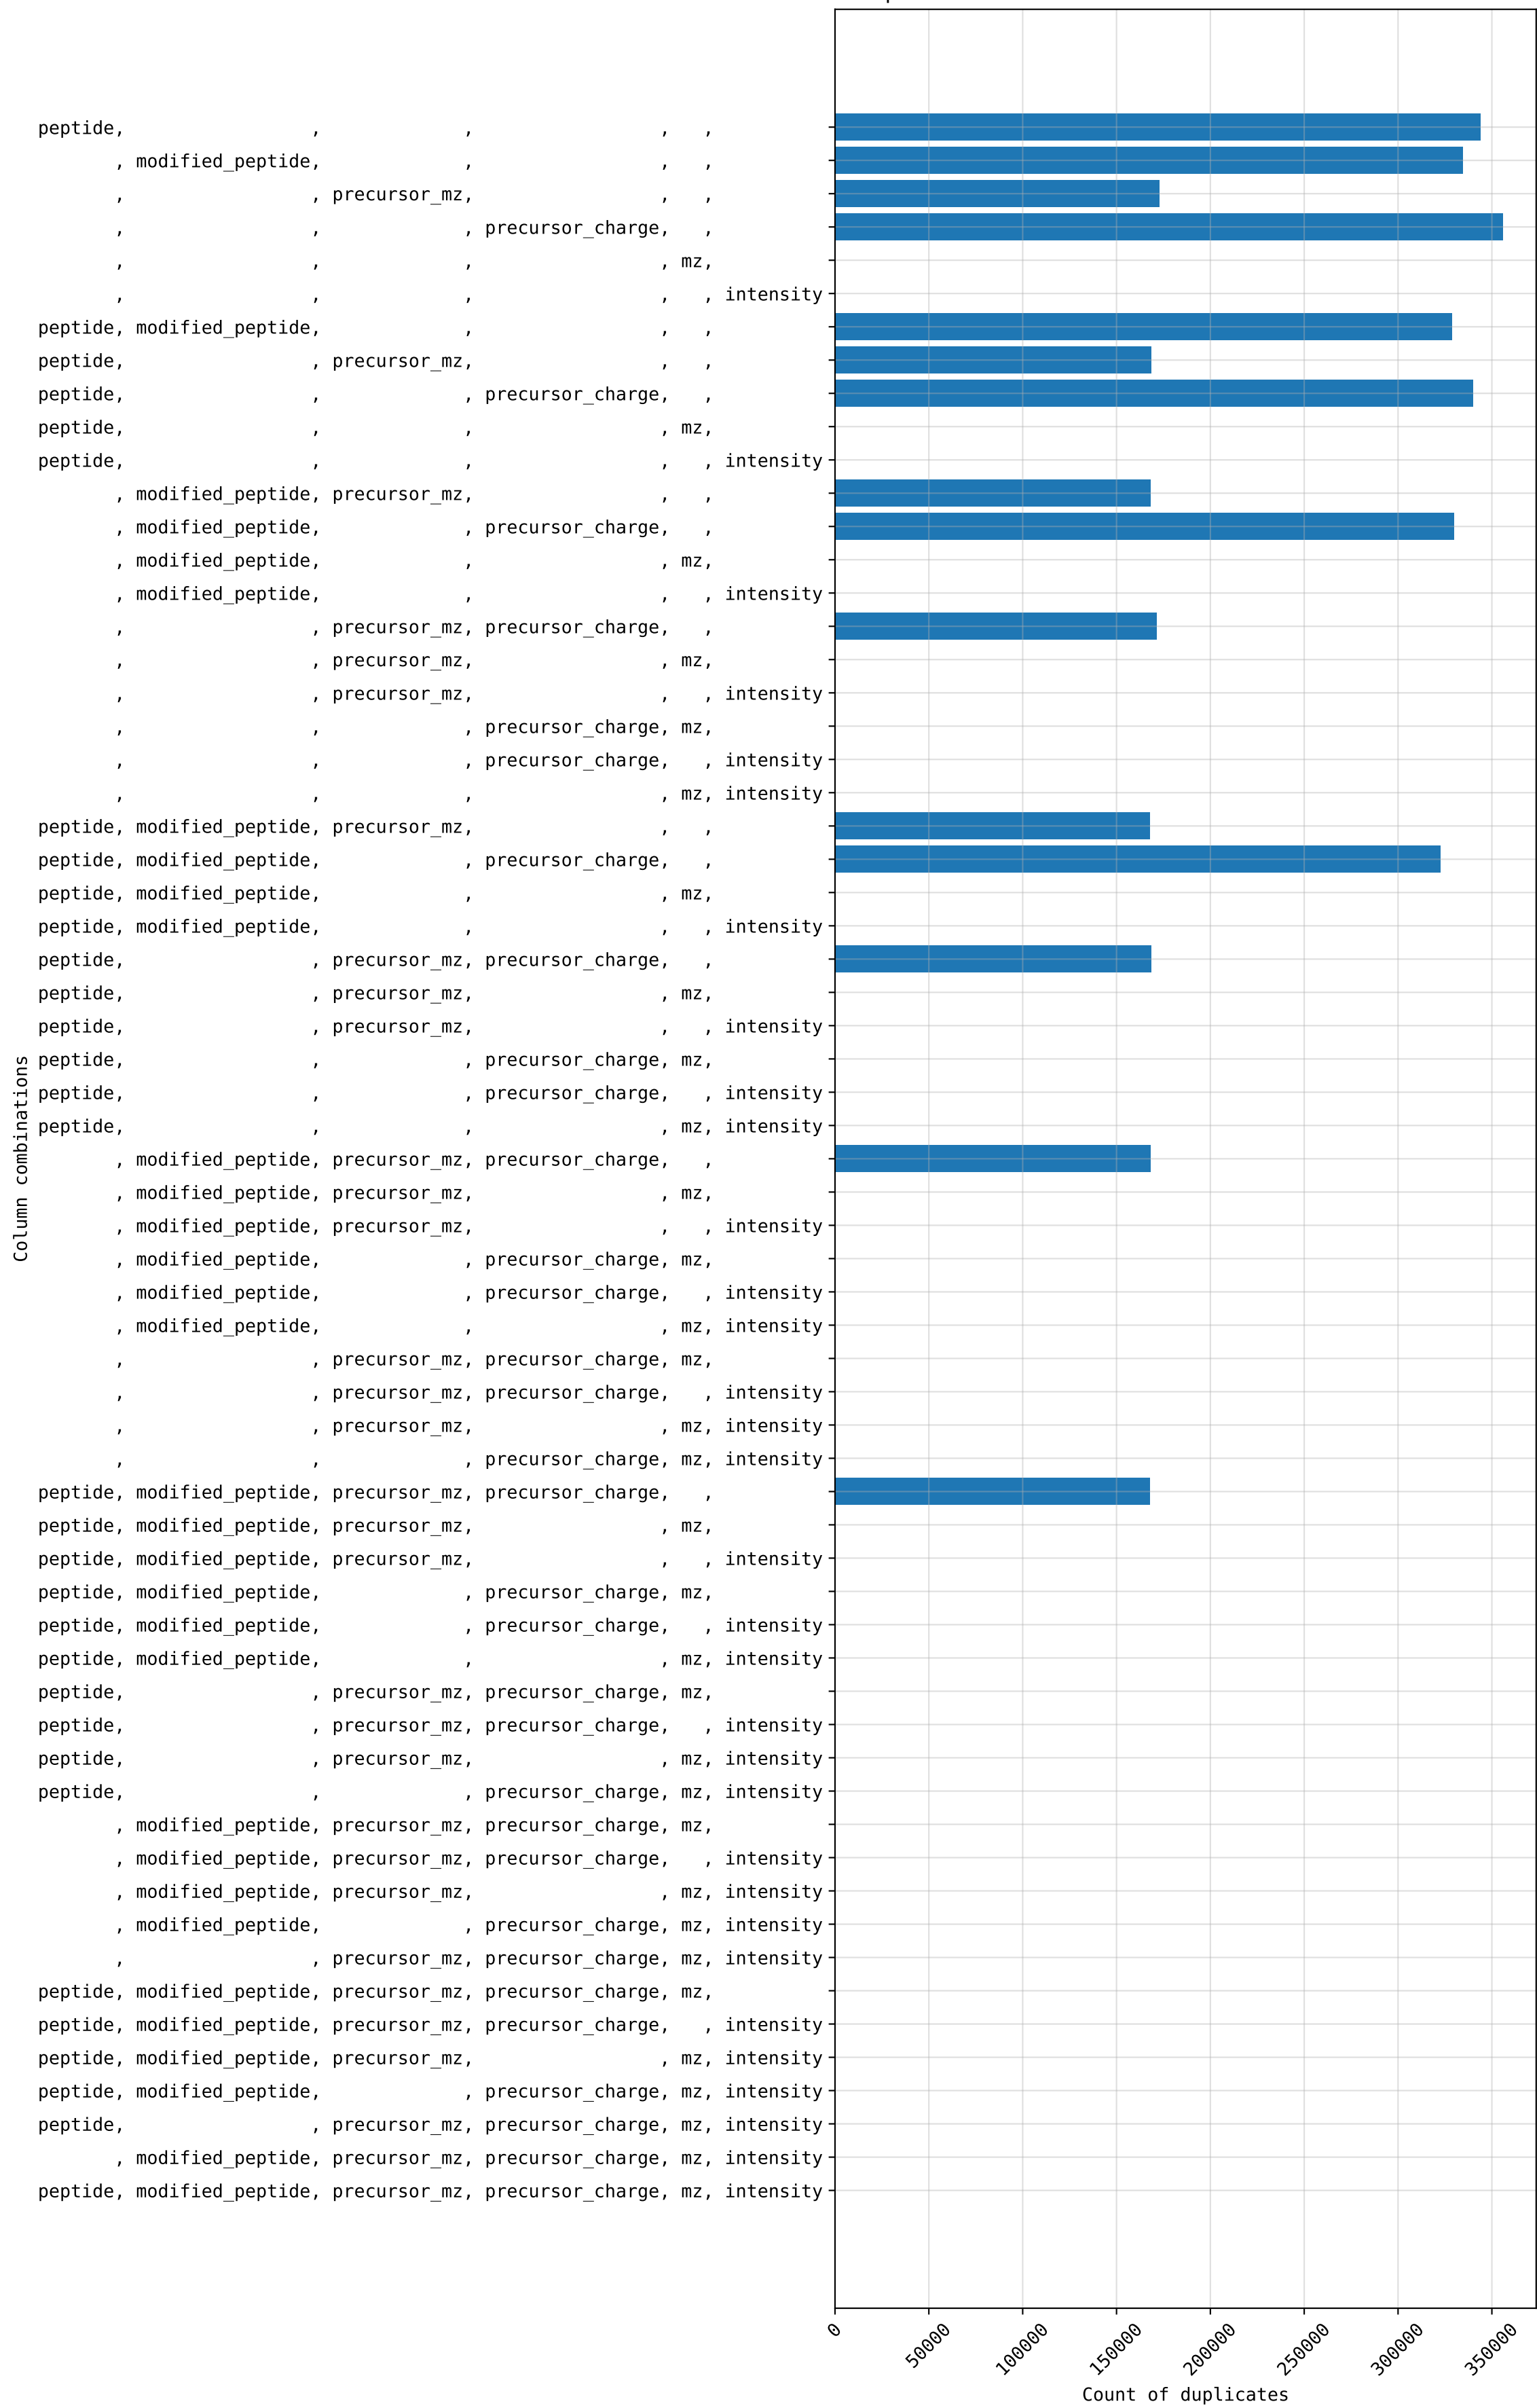 peptide, , , , ,
, modified_peptide, , , ,
, , precursor_mz, , ,
, , , precursor_charge, ,
, , , , mz,
, , , , , intensity
peptide, modified_peptide, , , ,
peptide, , precursor_mz, , ,
peptide, , , precursor_charge, ,
peptide, , , , mz,
peptide, , , , , intensity
, modified_peptide, precursor_mz, , ,
, modified_peptide, , precursor_charge, ,
, modified_peptide, , , mz,
, modified_peptide, , , , intensity
, , precursor_mz, precursor_charge, ,
, , precursor_mz, , mz,
, , precursor_mz, , , intensity
, , , precursor_charge, mz,
, , , precursor_charge, , intensity
, , , , mz, intensity
peptide, modified_peptide, precursor_mz, , ,
peptide, modified_peptide, , precursor_charge, ,
peptide, modified_peptide, , , mz,
peptide, modified_peptide, , , , intensity
peptide, , precursor_mz, precursor_charge, ,
peptide, , precursor_mz, , mz,
peptide, , precursor_mz, , , intensity
peptide, , , precursor_charge, mz,
peptide, , , precursor_charge, , intensity
peptide, , , , mz, intensity
, modified_peptide, precursor_mz, precursor_charge, ,
, modified_peptide, precursor_mz, , mz,
, modified_peptide, precursor_mz, , , intensity
, modified_peptide, , precursor_charge, mz,
, modified_peptide, , precursor_charge, , intensity
, modified_peptide, , , mz, intensity
, , precursor_mz, precursor_charge, mz,
, , precursor_mz, precursor_charge, , intensity
, , precursor_mz, , mz, intensity
, , , precursor_charge, mz, intensity
peptide, modified_peptide, precursor_mz, precursor_charge, ,
peptide, modified_peptide, precursor_mz, , mz,
peptide, modified_peptide, precursor_mz, , , intensity
peptide, modified_peptide, , precursor_charge, mz,
peptide, modified_peptide, , precursor_charge, , intensity
peptide, modified_peptide, , , mz, intensity
peptide, , precursor_mz, precursor_charge, mz,
peptide, , precursor_mz, precursor_charge, , intensity
peptide, , precursor_mz, , mz, intensity
peptide, , , precursor_charge, mz, intensity
, modified_peptide, precursor_mz, precursor_charge, mz,
, modified_peptide, precursor_mz, precursor_charge, , intensity
, modified_peptide, precursor_mz, , mz, intensity
, modified_peptide, , precursor_charge, mz, intensity
, , precursor_mz, precursor_charge, mz, intensity
peptide, modified_peptide, precursor_mz, precursor_charge, mz,
peptide, modified_peptide, precursor_mz, precursor_charge, , intensity
peptide, modified_peptide, precursor_mz, , mz, intensity
peptide, modified_peptide, , precursor_charge, mz, intensity
peptide, , precursor_mz, precursor_charge, mz, intensity
, modified_peptide, precursor_mz, precursor_charge, mz, intensity
peptide, modified_peptide, precursor_mz, precursor_charge, mz, intensity
Column combinations
0 50000 100000 150000 200000 250000 300000 350000
Count of duplicates